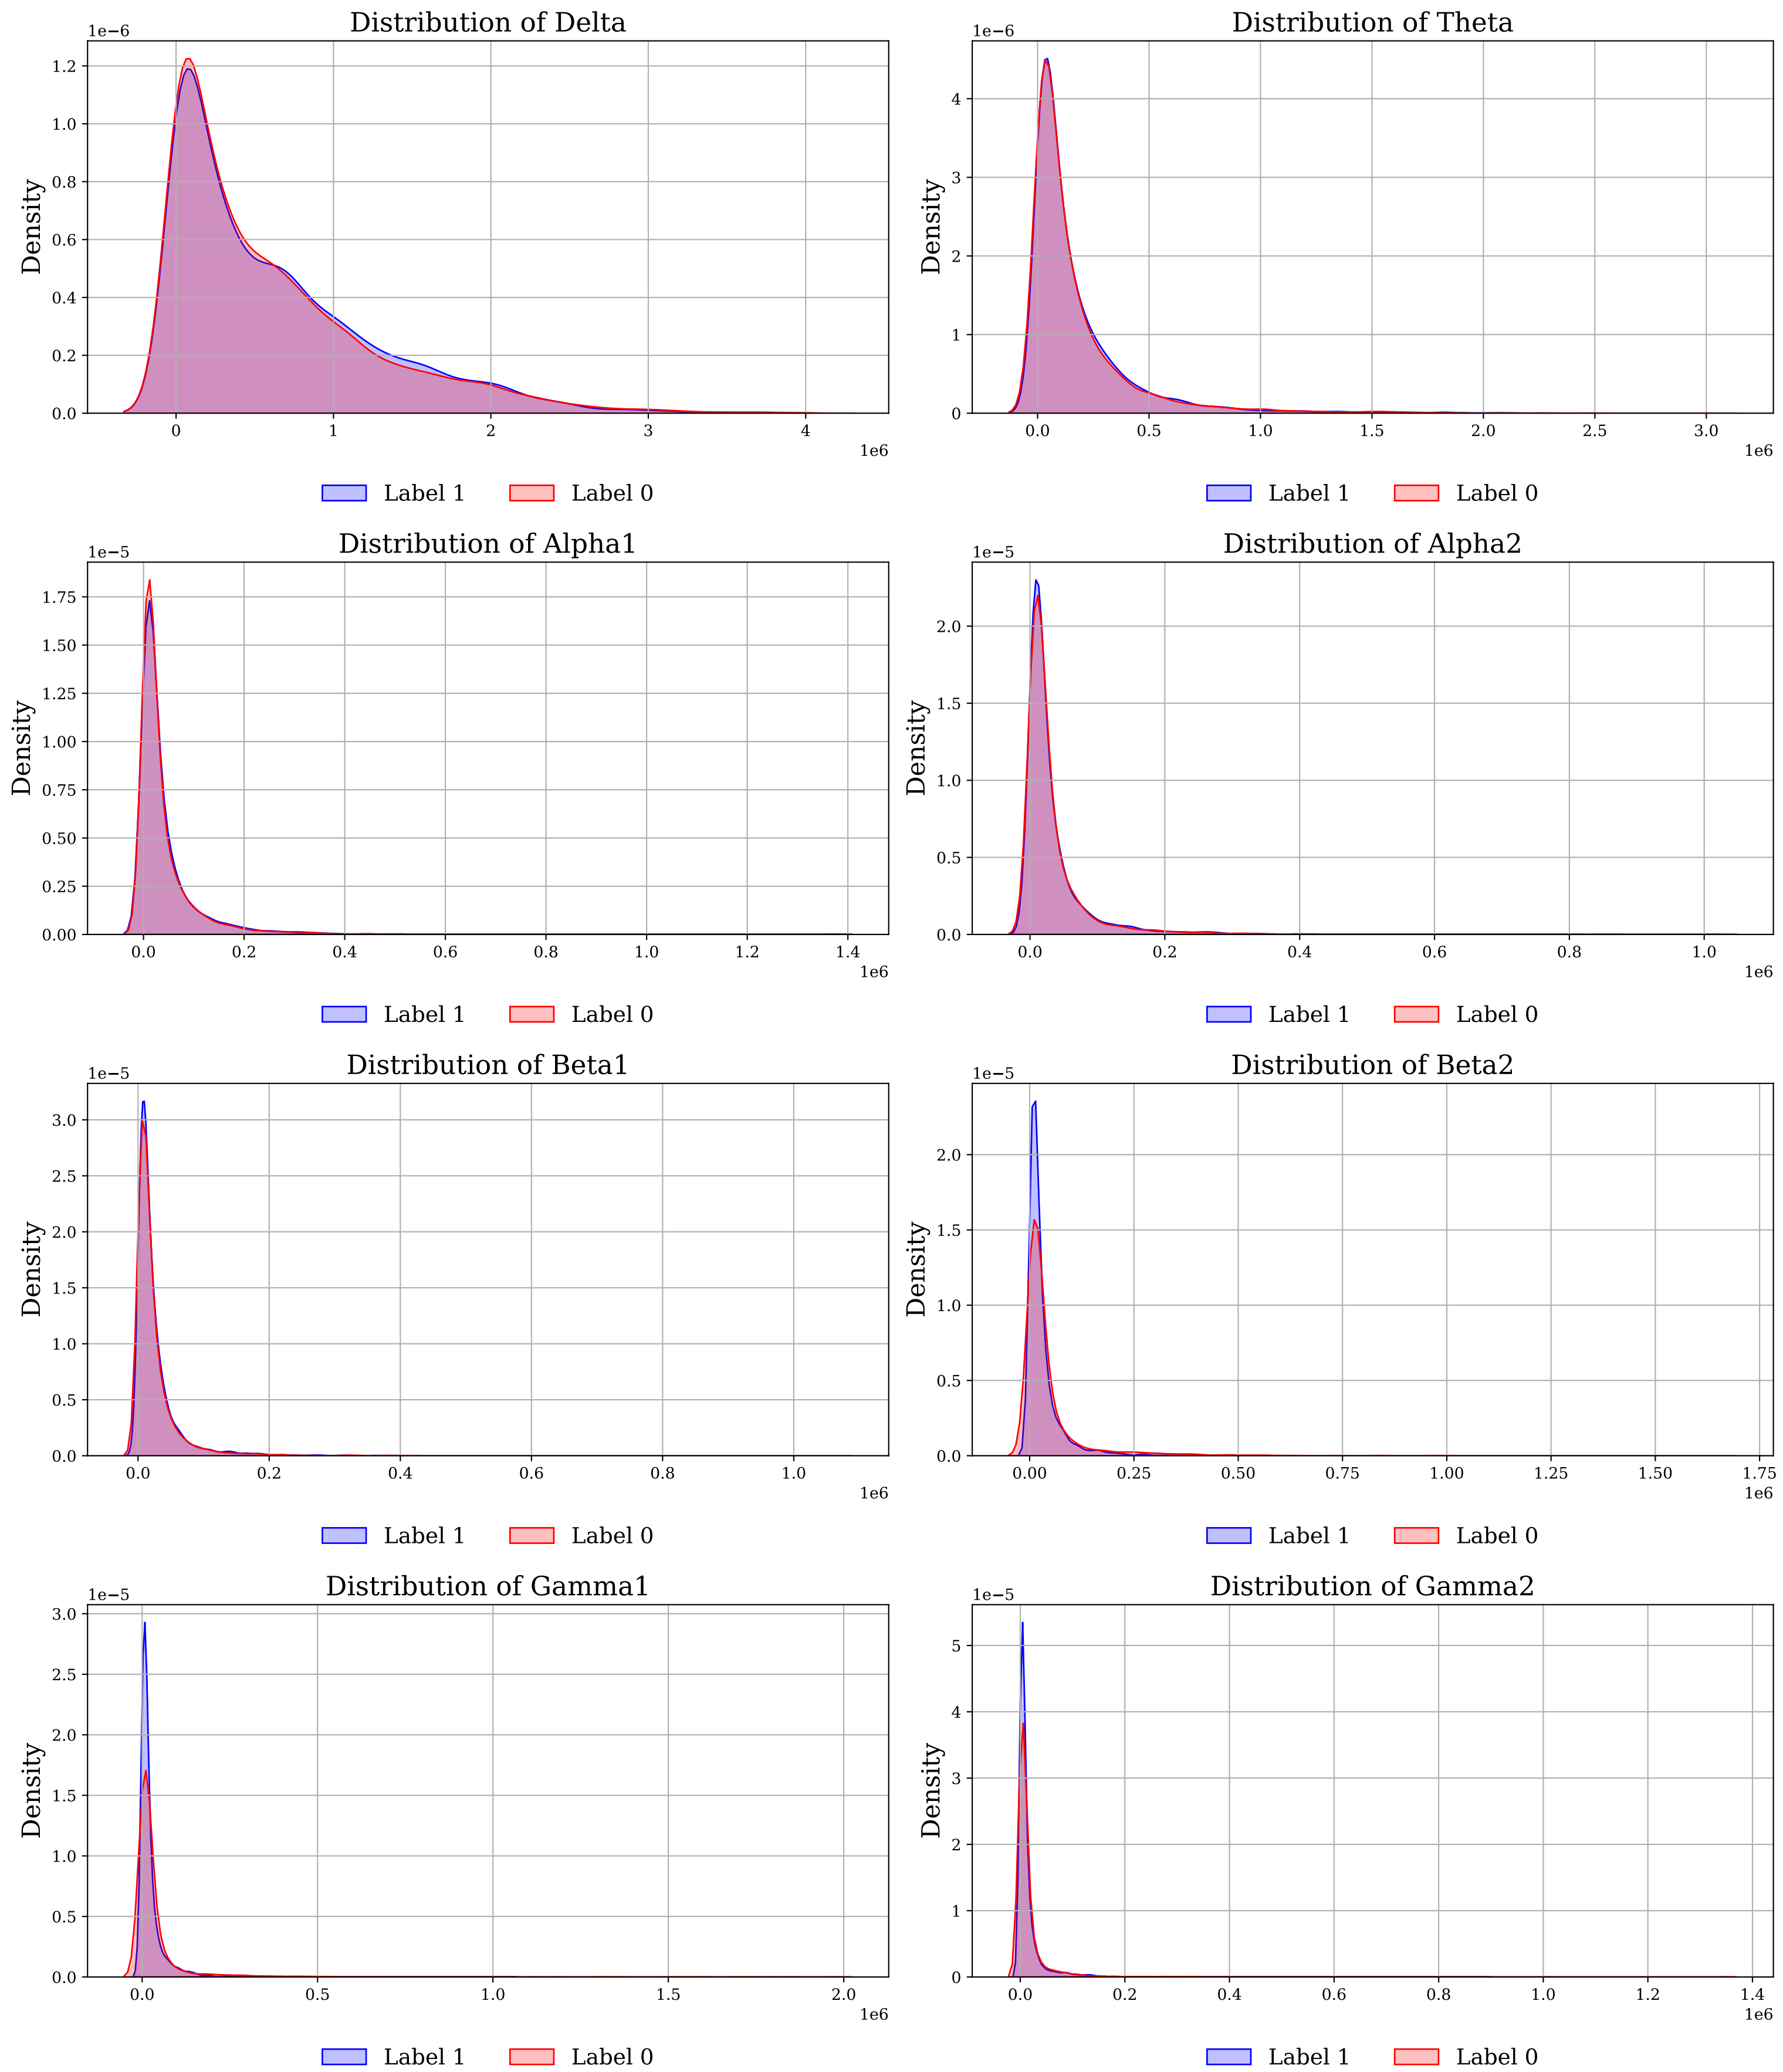 Distribution of Delta
1e−6
Density
1.2
1.0
0.8
0.6
0.4
0.2
0.0
0 1 2 3 4
1e6
Label 1 Label 0
Distribution of Theta
1e−6
Density
4
3
2
1
0
0.0 0.5 1.0 1.5 2.0 2.5 3.0
1e6
Label 1 Label 0
Distribution of Alpha1
1e−5
Density
1.75
1.50
1.25
1.00
0.75
0.50
0.25
0.00
0.0 0.2 0.4 0.6 0.8 1.0 1.2 1.4
1e6
Label 1 Label 0
Distribution of Alpha2
1e−5
Density
2.0
1.5
1.0
0.5
0.0
0.0 0.2 0.4 0.6 0.8 1.0
1e6
Label 1 Label 0
Distribution of Beta1
1e−5
Density
3.0
2.5
2.0
1.5
1.0
0.5
0.0
0.0 0.2 0.4 0.6 0.8 1.0
1e6
Label 1 Label 0
Distribution of Beta2
1e−5
Density
2.0
1.5
1.0
0.5
0.0
0.00 0.25 0.50 0.75 1.00 1.25 1.50 1.75
1e6
Label 1 Label 0
Distribution of Gamma1
1e−5
Density
3.0
2.5
2.0
1.5
1.0
0.5
0.0
0.0 0.5 1.0 1.5 2.0
1e6
Label 1 Label 0
Distribution of Gamma2
1e−5
Density
5
4
3
2
1
0
0.0 0.2 0.4 0.6 0.8 1.0 1.2 1.4
1e6
Label 1 Label 0